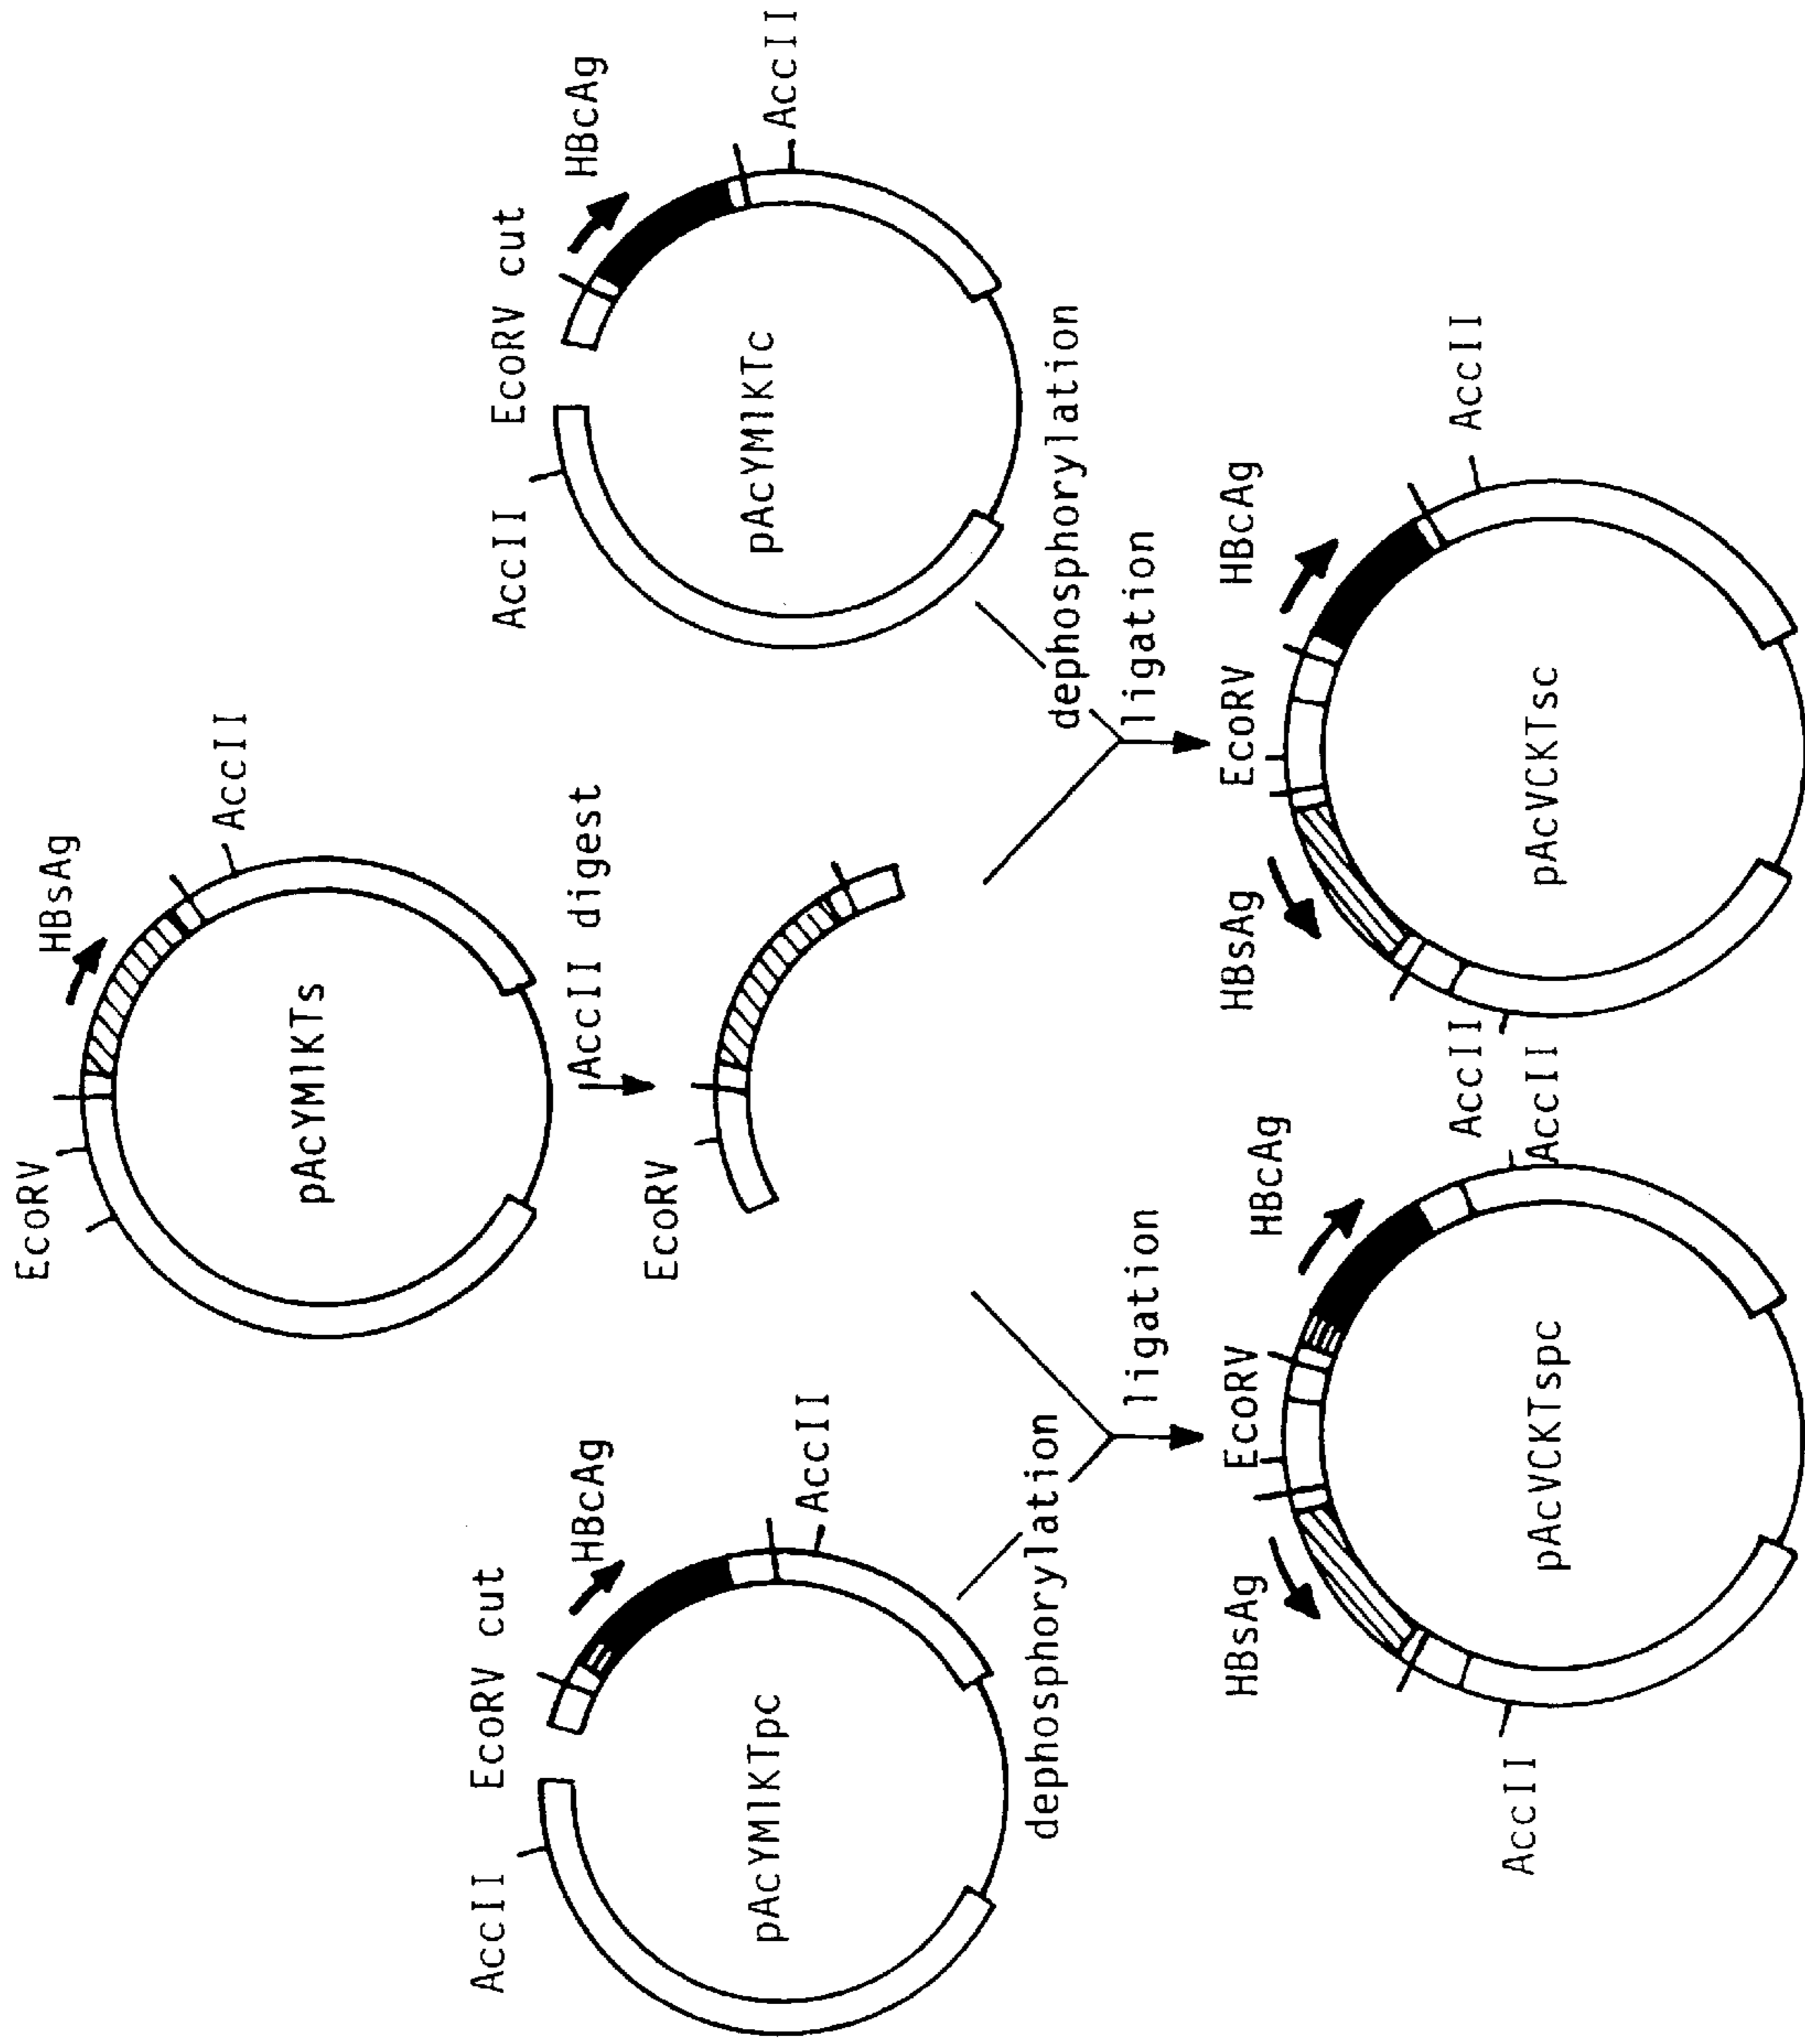 EcoRV
HBsAg
AccII
pAcYM1KTs
AccII digest
EcoRV
AccII
EcoRV cut
HBcAg
AccII
pAcYM1KTpc
dephosphorylation
ligation
AccII
EcoRV cut
HBcAg
AccII
pAcYM1KTc
dephosphorylation
ligation
HBsAg
EcoRV
HBcAg
AccII
AccII
pAcVCKTspc
HBsAg
EcoRV
HBcAg
AccII
AccII
pAcVCKTsc